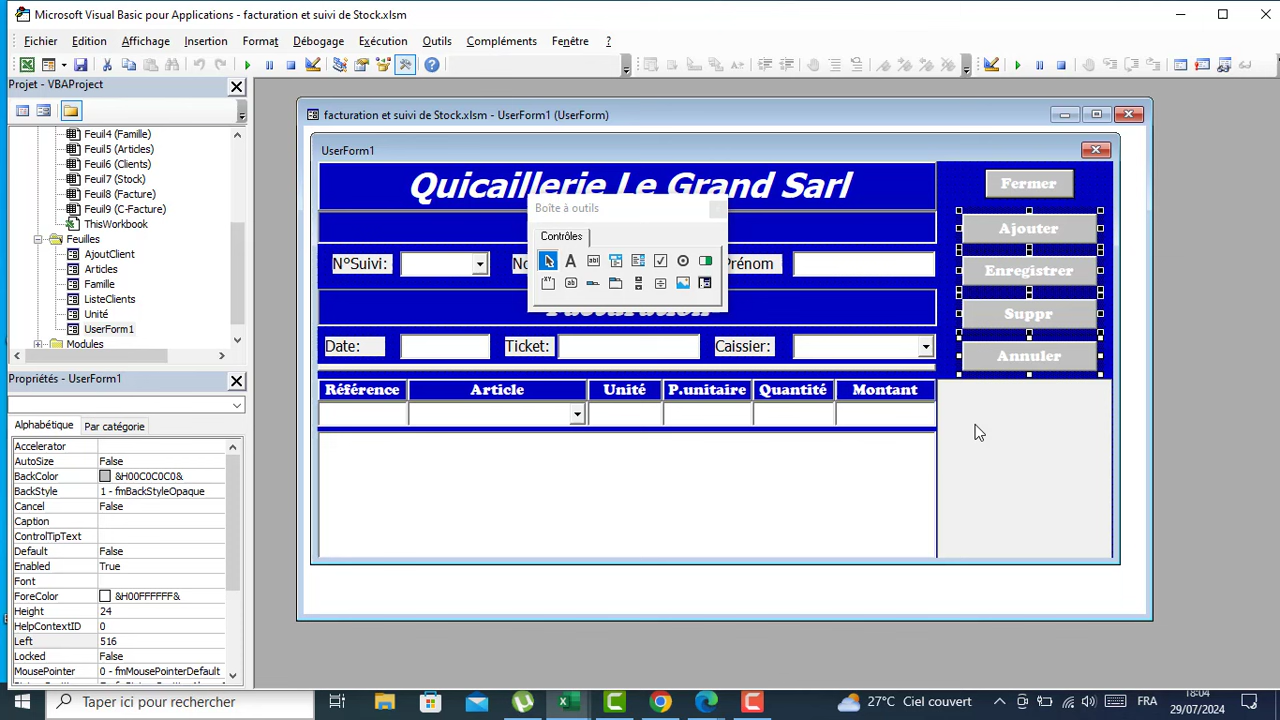 Microsoft Visual Basic pour Applications - facturation et suivi de Stock.xlsm
Fichier Edition Affichage Insertion Format Débogage Exécution Outils Compléments Fenêtre ?
Projet - VBAProject
Feuil4 (Famille)
Feuil5 (Articles)
Feuil6 (Clients)
Feuil7 (Stock)
Feuil8 (Facture)
Feuil9 (C-Facture)
ThisWorkbook
Feuilles
AjoutClient
Articles
Famille
ListeClients
Unité
UserForm1
Modules
Propriétés - UserForm1
Alphabétique Par catégorie
Accelerator
AutoSize False
BackColor &H00C0C0C0&
BackStyle 1 - fmBackStyleOpaque
Cancel False
Caption
ControlTipText
Default False
Enabled True
Font
ForeColor &H00FFFFFF&
Height 24
HelpContextID 0
Left 516
Locked False
MousePointer 0 - fmMousePointerDefault
facturation et suivi de Stock.xlsm - UserForm1 (UserForm)
UserForm1
Quicaillerie Le Grand Sarl
Boîte à outils
Contrôles
N°Suivi: Prénom
Facturation
Date: Ticket: Caissier:
Référence Article Unité P.unitaire Quantité Montant
Fermer
Ajouter
Enregistrer
Suppr
Annuler
Taper ici pour rechercher
27°C Ciel couvert
FRA
18:04
29/07/2024